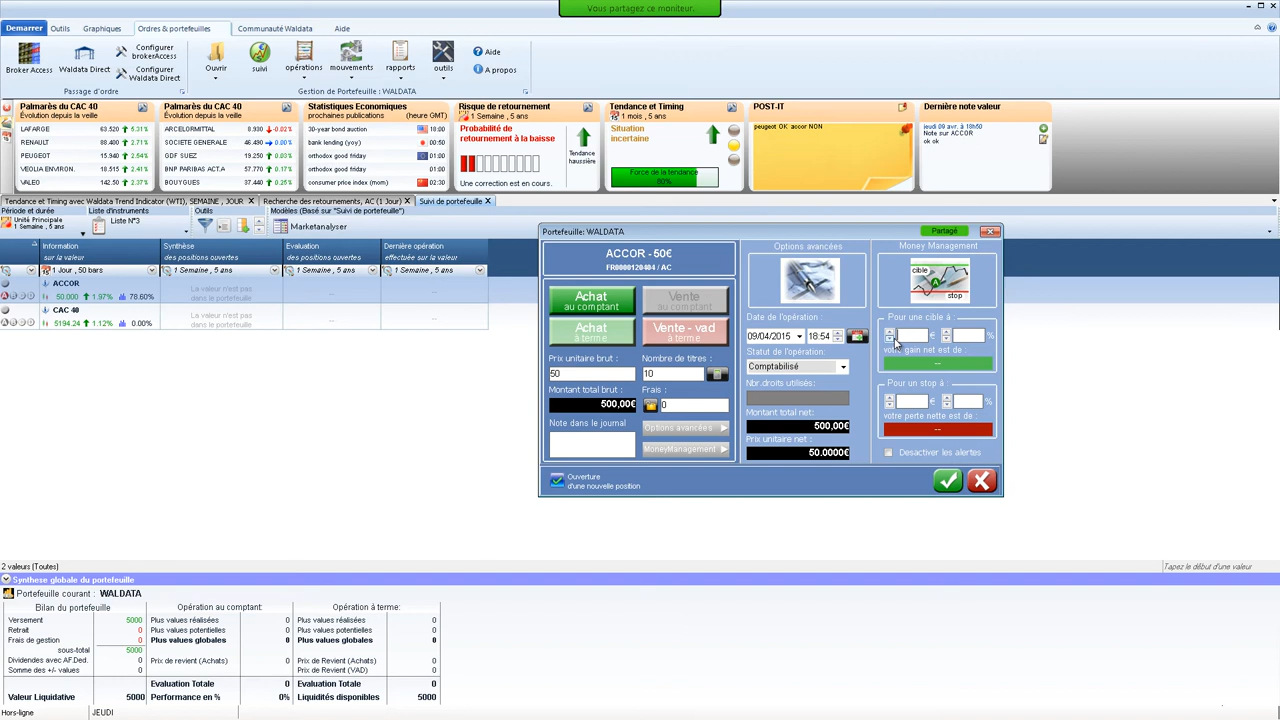 Vous partagez ce moniteur.
Demarrer
Outils
Graphiques
Ordres & portefeuilles
Communauté Waldata
Aide
Broker Access
Waldata Direct
Configurer
brokerAccess
Configurer
Waldata Direct
Ouvrir
suivi
opérations
mouvements
rapports
outils
Aide
A propos
Passage d'ordre
Gestion de Portefeuille : WALDATA
Palmarès du CAC 40
Évolution depuis la veille
LAFARGE 63.520 5.31%
RENAULT 88.400 2.71%
PEUGEOT 15.940 2.54%
VEOLIA ENVIRON. 18.515 2.41%
VALEO 142.50 2.37%
Palmarès du CAC 40
Évolution depuis la veille
ARCELORMITTAL 8.930 -0.02%
SOCIETE GENERALE 46.490 0.00%
GDF SUEZ 19.250 0.03%
BNP PARIBAS ACT.A 57.770 0.17%
BOUYGUES 37.440 0.25%
Statistiques Economiques
prochaines publications (heure GMT)
30-year bond auction 18:00
bank lending (yoy) 00:50
orthodox good friday 01:00
orthodox good friday 01:00
consumer price index (mom) 02:30
Risque de retournement
1 Semaine , 5 ans
Probabilité de
retournement à la baisse
Tendance
haussière
Une correction est en cours.
Tendance et Timing
1 mois , 5 ans
Situation
incertaine
Force de la tendance
80%
POST-IT
peugeot OK accor NON
Dernière note valeur
jeudi 09 avr. à 18h50
Note sur ACCOR
ok ok
Tendance et Timing avec Waldata Trend Indicator (WTI), SEMAINE , JOUR
Recherche des retournements, AC (1 Jour)
Suivi de portefeuille
Période et durée
Unité Principale
1 Semaine , 5 ans
Liste d'instruments
Liste N°3
Outils
Modèles (Basé sur "Suivi de portefeuille")
Marketanalyser
Information
sur la valeur
Synthèse
des positions ouvertes
Evaluation
des positions ouvertes
Dernière opération
effectuée sur la valeur
1 Jour , 50 bars
1 Semaine , 5 ans
1 Semaine , 5 ans
1 Semaine , 5 ans
ACCOR
50.000 1.97% 78.60%
La valeur n'est pas
dans le portefeuille
--
--
CAC 40
5194.24 1.12% 0.00%
La valeur n'est pas
dans le portefeuille
--
--
Portefeuille: WALDATA
Partagé
ACCOR - 50€
FR0000120404 / AC
Achat
au comptant
Vente
au comptant
Achat
à terme
Vente - vad
à terme
Prix unitaire brut :
50
Nombre de titres :
10
Montant total brut :
500,00€
Frais :
0
Note dans le journal
Options avancées
MoneyManagement
Options avancées
Date de l'opération :
09/04/2015
18:54
Statut de l'opération:
Comptabilisé
Nbr.droits utilisés:
Montant total net:
500,00€
Prix unitaire net :
50.0000€
Money Management
cible
A
stop
Pour une cible à :
€
%
votre gain net est de :
--
Pour un stop à :
€
%
votre perte nette est de :
--
Desactiver les alertes
Ouverture
d'une nouvelle position
2 valeurs (Toutes)
Tapez le début d'une valeur
Synthese globale du portefeuille
Portefeuille courant : WALDATA
Bilan du portefeuille
Versement 5000
Retrait 0
Frais de gestion 0
sous-total 5000
Dividendes avec AF.Ded. 0
Somme des +/- values 0
Valeur Liquidative 5000
Opération au comptant:
Plus values réalisées 0
Plus values potentielles 0
Plus values globales 0
Prix de revient (Achats) 0
Evaluation Totale 0
Performance en % 0%
Opération à terme:
Plus values réalisées 0
Plus values potentielles 0
Plus values globales 0
Prix de Revient (Achats) 0
Prix de Revient (VAD) 0
Evaluation Totale 0
Liquidités disponibles 5000
Hors-ligne
JEUDI